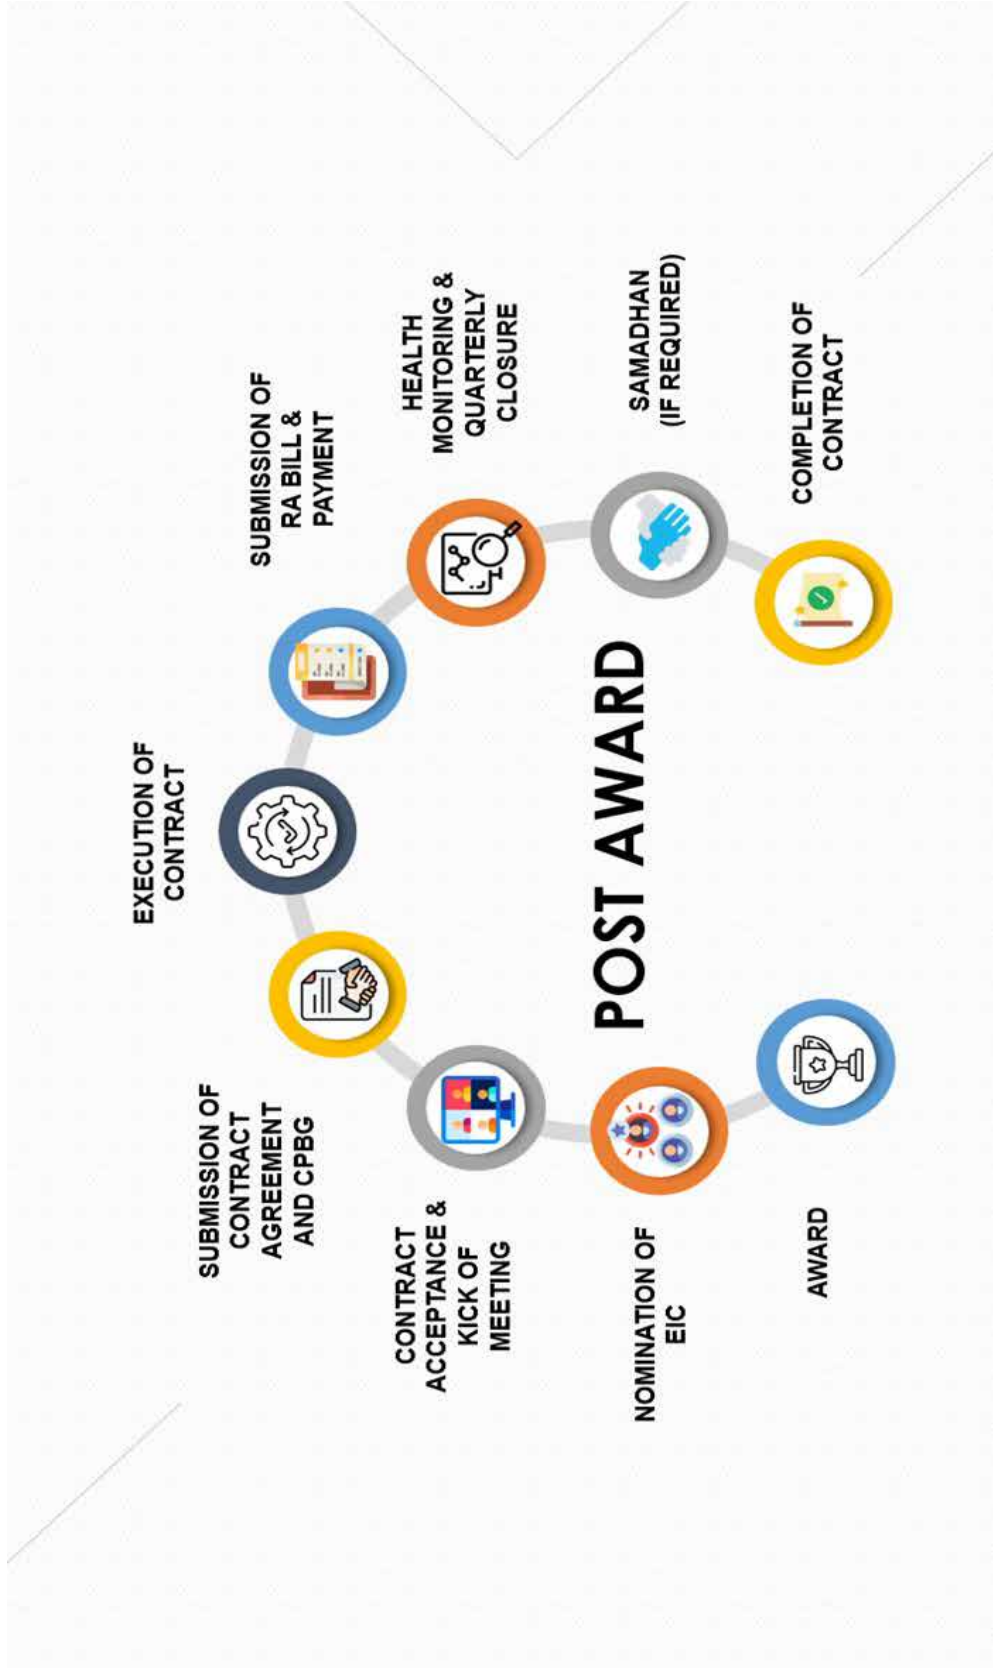 AWARD
NOMINATION OF
EIC
CONTRACT
ACCEPTANCE &
KICK OF
MEETING
SUBMISSION OF
CONTRACT
AGREEMENT
AND CPBG
EXECUTION OF
CONTRACT
SUBMISSION OF
RA BILL &
PAYMENT
HEALTH
MONITORING &
QUARTERLY
CLOSURE
SAMADHAN
(IF REQUIRED)
COMPLETION OF
CONTRACT
POST AWARD